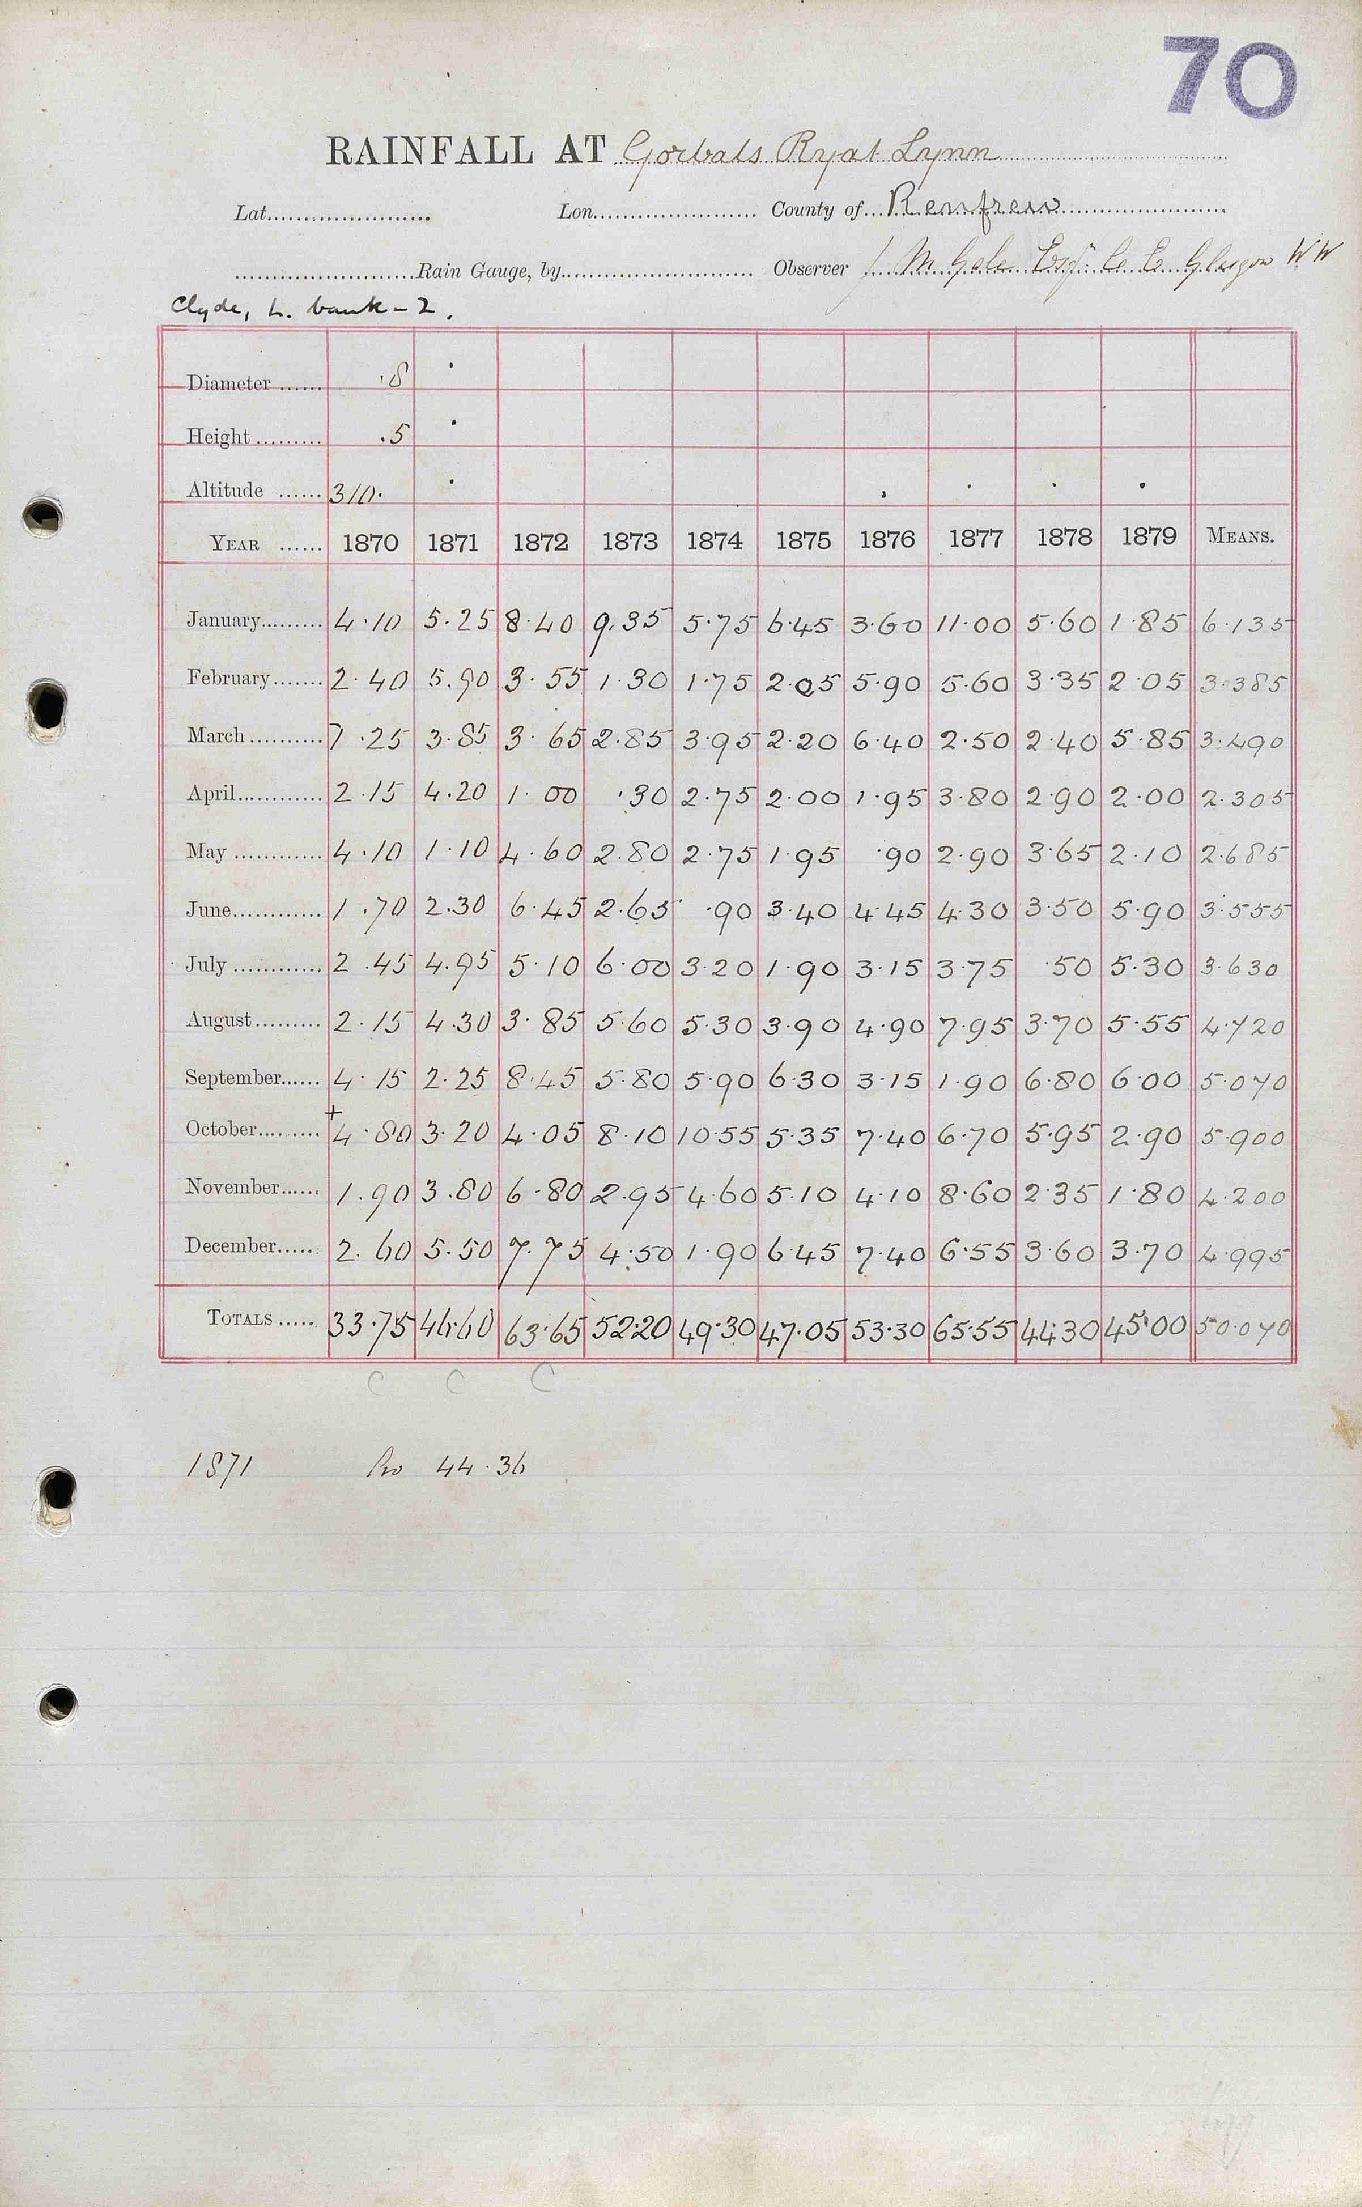 70
RAINFALL AT Gorbals Ryat Lynn
Lat. Lon. County of Renfrew
Rain Gauge, by Observer J M Gale Esqr. C. E. Glasgow W W
Clyde, L. bank - 2.
Diameter ...... ·8
Height ......... .5
Altitude ...... 310.
YEAR ...... 1870 1871 1872 1873 1874 1875 1876 1877 1878 1879 MEANS.
January......... 4.10 5.25 8.40 9.35 5.75 6.45 3.60 11.00 5.60 1.85 6.135
February....... 2.40 5.90 3.55 1.30 1.75 2.05 5.90 5.60 3.35 2.05 3.385
March.......... 7.25 3.85 3.65 2.85 3.95 2.20 6.40 2.50 2.40 5.85 3.490
April............ 2.15 4.20 1.00 .30 2.75 2.00 1.95 3.80 2.90 2.00 2.305
May ............ 4.10 1.10 4.60 2.80 2.75 1.95 .90 2.90 3.65 2.10 2.685
June............ 1.70 2.30 6.45 2.65 .90 3.40 4.45 4.30 3.50 5.90 3.555
July ............ 2.45 4.95 5.10 6.00 3.20 1.90 3.15 3.75 .50 5.30 3.630
August......... 2.15 4.30 3.85 5.60 5.30 3.90 4.90 7.95 3.70 5.55 4.720
September...... 4.15 2.25 8.45 5.80 5.90 6.30 3.15 1.90 6.80 6.00 5.070
October......... +4.80 3.20 4.05 8.10 10.55 5.35 7.40 6.70 5.95 2.90 5.900
November...... 1.90 3.80 6.80 2.95 4.60 5.10 4.10 8.60 2.35 1.80 4.200
December..... 2.60 5.50 7.75 4.50 1.90 6.45 7.40 6.55 3.60 3.70 4.995
TOTALS ..... 33.75 46.60 63.65 52.20 49.30 47.05 53.30 65.55 44.30 45.00 50.070
C C C
1871 44.36